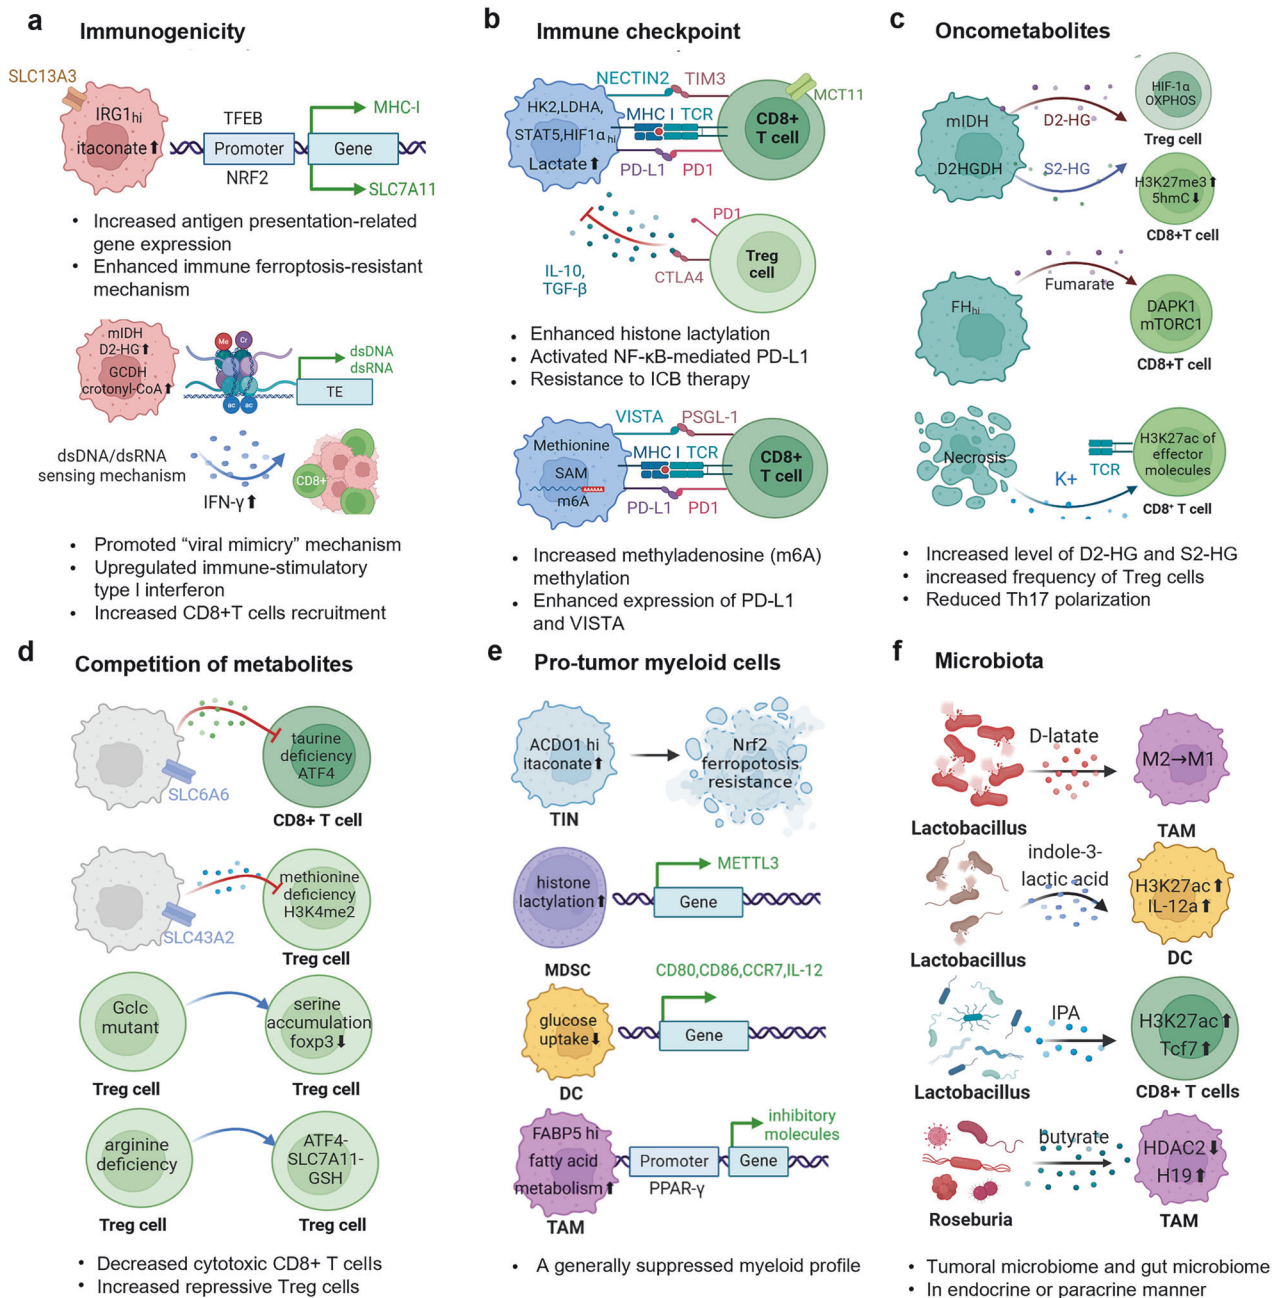 a
Immunogenicity
SLC13A3
IRG1hi
itaconate⬆
TFEB
Promoter
NRF2
Gene
MHC-I
SLC7A11
• Increased antigen presentation-related
gene expression
• Enhanced immune ferroptosis-resistant
mechanism
mIDH
D2-HG⬆
GCDH
crotonyl-CoA⬆
Me
Cr
ac
ac
dsDNA
dsRNA
TE
dsDNA/dsRNA
sensing mechanism
IFN-γ⬆
CD8+
• Promoted “viral mimicry” mechanism
• Upregulated immune-stimulatory
type I interferon
• Increased CD8+T cells recruitment
b
Immune checkpoint
HK2,LDHA,
STAT5,HIF1αhi
Lactate⬆
NECTIN2
TIM3
MHC I TCR
PD-L1
PD1
MCT11
CD8+
T cell
PD1
CTLA4
Treg
cell
IL-10,
TGF-β
• Enhanced histone lactylation
• Activated NF-κB-mediated PD-L1
• Resistance to ICB therapy
Methionine
SAM
m6A
AAAAAA
VISTA
PSGL-1
MHC I TCR
PD-L1
PD1
CD8+
T cell
• Increased methyladenosine (m6A)
methylation
• Enhanced expression of PD-L1
and VISTA
c
Oncometabolites
mIDH
D2HGDH
D2-HG
S2-HG
HIF-1α
OXPHOS
Treg cell
H3K27me3⬆
5hmC⬇
CD8+T cell
FHhi
Fumarate
DAPK1
mTORC1
CD8+T cell
Necrosis
K+
TCR
H3K27ac of
effector
molecules
CD8+ T cell
• Increased level of D2-HG and S2-HG
• increased frequency of Treg cells
• Reduced Th17 polarization
d
Competition of metabolites
SLC6A6
taurine
deficiency
ATF4
CD8+ T cell
SLC43A2
methionine
deficiency
H3K4me2
Treg cell
Gclc
mutant
Treg cell
serine
accumulation
foxp3⬇
Treg cell
arginine
deficiency
Treg cell
ATF4-
SLC7A11-
GSH
Treg cell
• Decreased cytotoxic CD8+ T cells
• Increased repressive Treg cells
e
Pro-tumor myeloid cells
ACDO1 hi
itaconate⬆
TIN
Nrf2
ferropotosis
resistance
histone
lactylation⬆
MDSC
METTL3
Gene
glucose
uptake⬇
DC
CD80,CD86,CCR7,IL-12
Gene
FABP5 hi
fatty acid
metabolism⬆
TAM
Promoter
PPAR-γ
Gene
inhibitory
molecules
• A generally suppressed myeloid profile
f
Microbiota
Lactobacillus
D-latate
M2→M1
TAM
Lactobacillus
indole-3-
lactic acid
H3K27ac⬆
IL-12a⬆
DC
Lactobacillus
IPA
H3K27ac⬆
Tcf7⬆
CD8+ T cells
Roseburia
butyrate
HDAC2⬇
H19⬆
TAM
• Tumoral microbiome and gut microbiome
• In endocrine or paracrine manner